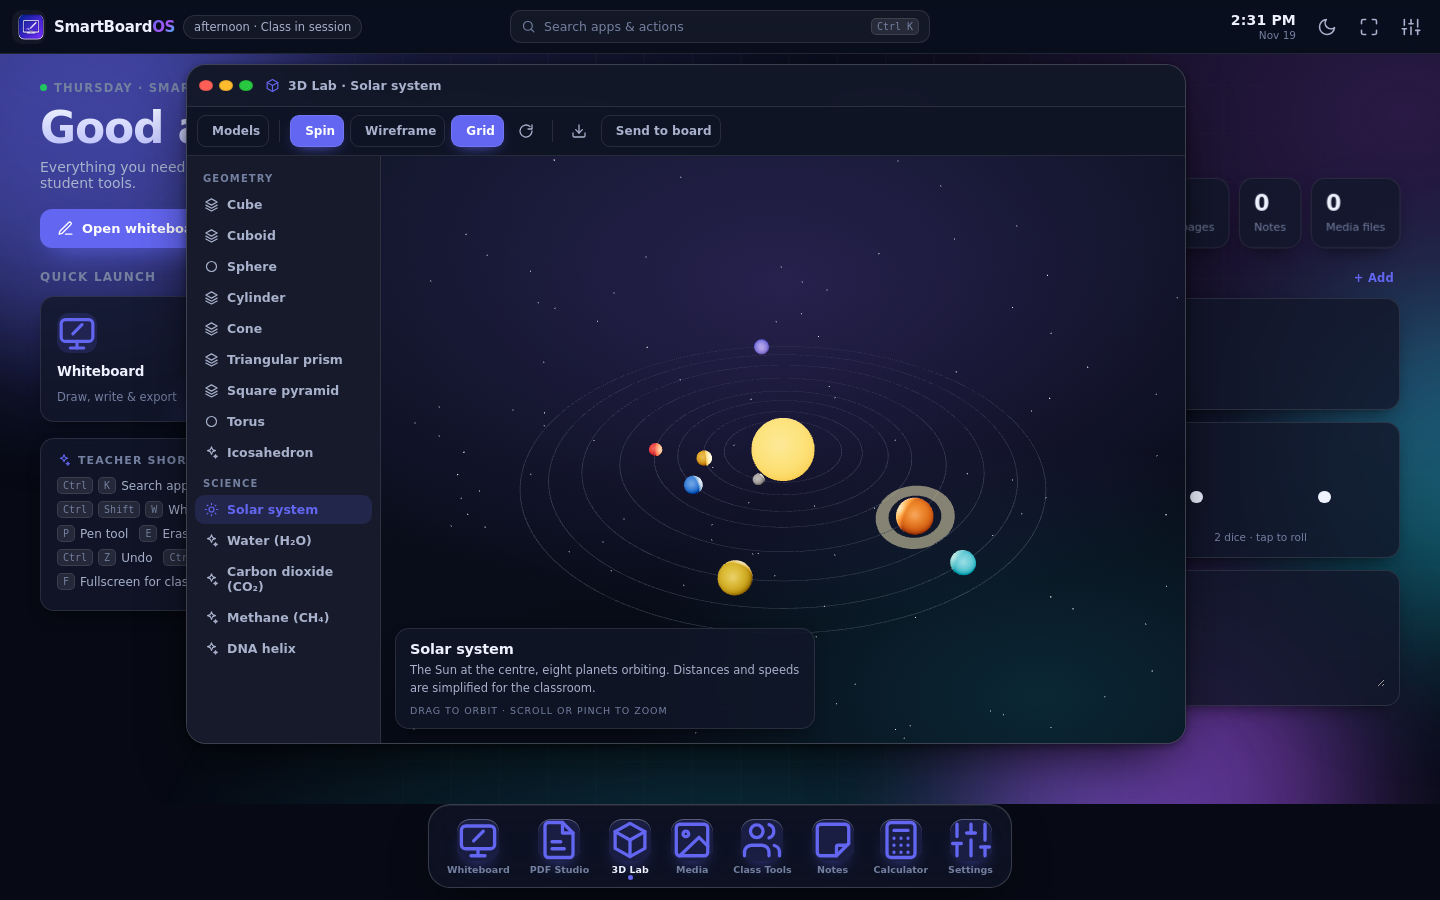 SmartBoardOS
afternoon · Class in session
Search apps & actions
Ctrl K
2:31 PM
Nov 19
THURSDAY · SMAR
Good a
Everything you need
student tools.
Open whiteboa
QUICK LAUNCH
Whiteboard
Draw, write & export
TEACHER SHOR
Ctrl K Search app
Ctrl Shift W Wh
P Pen tool E Eras
Ctrl Z Undo Ctr
F Fullscreen for clas
3D Lab · Solar system
Models
Spin
Wireframe
Grid
Send to board
GEOMETRY
Cube
Cuboid
Sphere
Cylinder
Cone
Triangular prism
Square pyramid
Torus
Icosahedron
SCIENCE
Solar system
Water (H₂O)
Carbon dioxide
(CO₂)
Methane (CH₄)
DNA helix
Solar system
The Sun at the centre, eight planets orbiting. Distances and speeds
are simplified for the classroom.
DRAG TO ORBIT · SCROLL OR PINCH TO ZOOM
ages
0
Notes
0
Media files
+ Add
2 dice · tap to roll
Whiteboard
PDF Studio
3D Lab
Media
Class Tools
Notes
Calculator
Settings